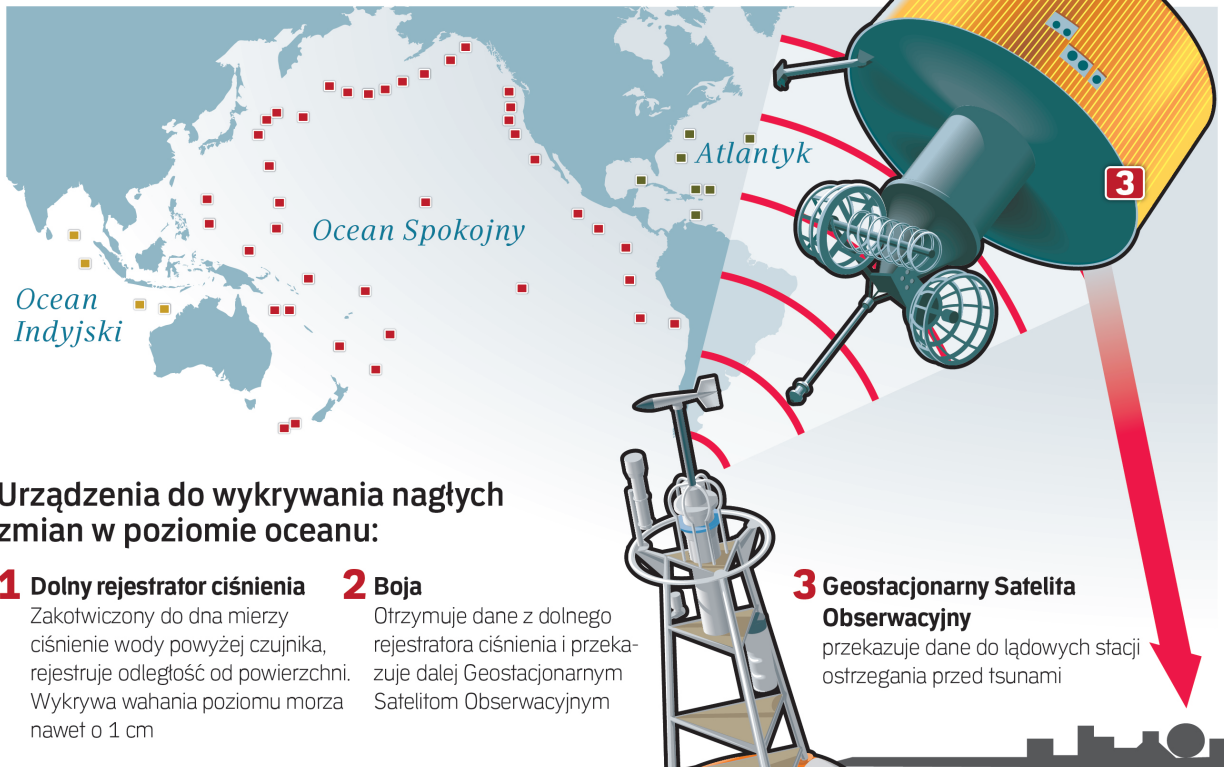 Atlantyk
3
Ocean Spokojny
Ocean
Indyjski
Urządzenia do wykrywania nagłych
zmian w poziomie oceanu:
1 Dolny rejestrator ciśnienia
Zakotwiczony do dna mierzy
ciśnienie wody powyżej czujnika,
rejestruje odległość od powierzchni.
Wykrywa wahania poziomu morza
nawet o 1 cm
2 Boja
Otrzymuje dane z dolnego
rejestratora ciśnienia i przeka-
zuje dalej Geostacjonarnym
Satelitom Obserwacyjnym
3 Geostacjonarny Satelita
Obserwacyjny
przekazuje dane do lądowych stacji
ostrzegania przed tsunami